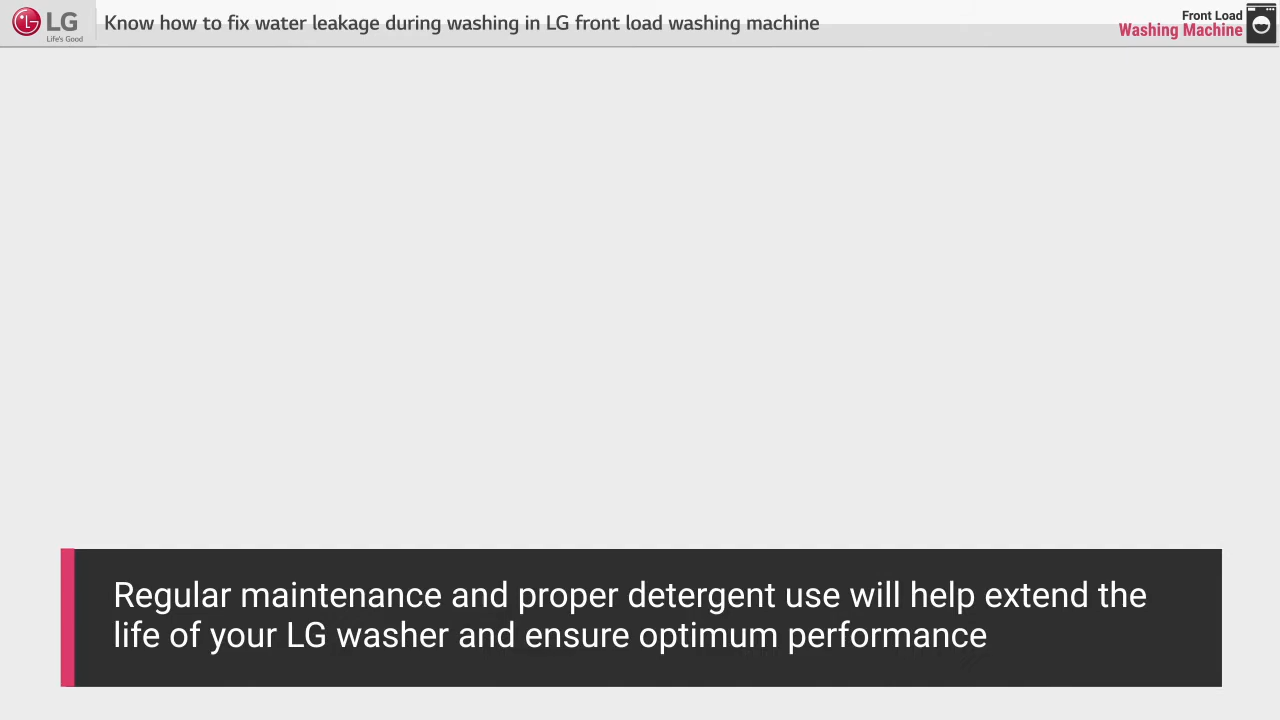 LG
Life's Good
Know how to fix water leakage during washing in LG front load washing machine
Front Load
Washing Machine
Regular maintenance and proper detergent use will help extend the
life of your LG washer and ensure optimum performance